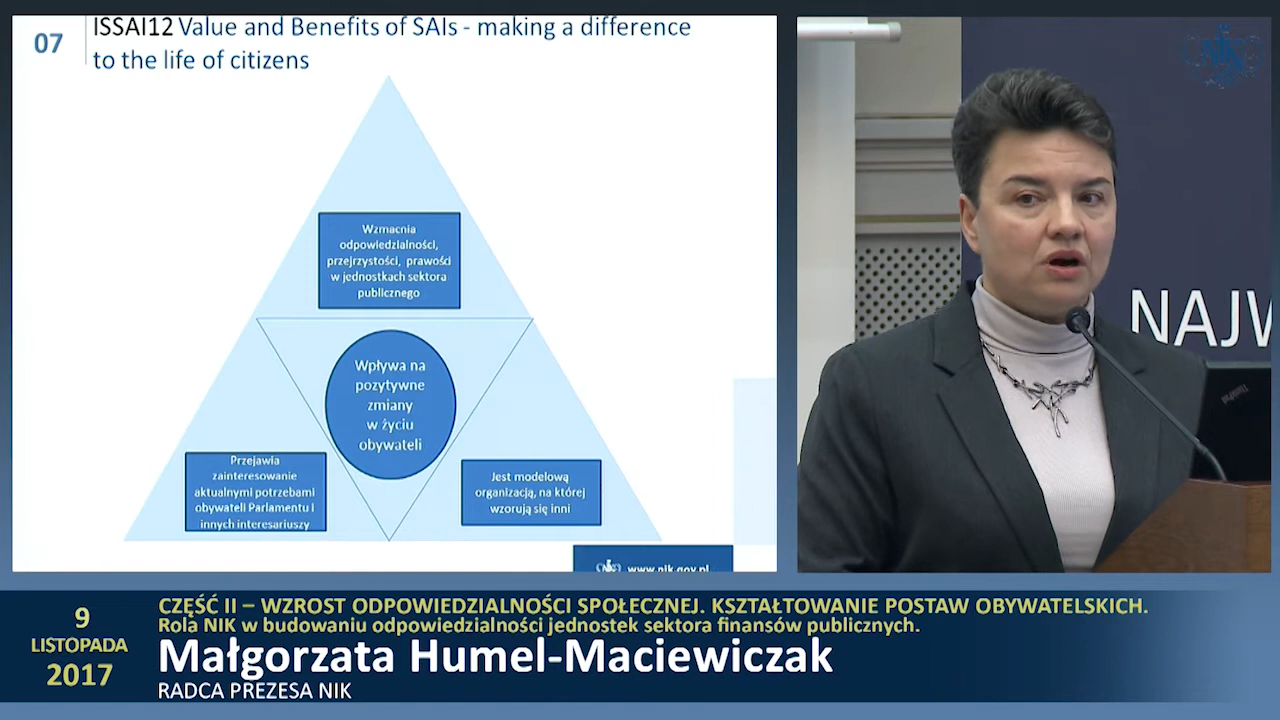 07
ISSAI12 Value and Benefits of SAIs - making a difference
to the life of citizens
Wzmacnia
odpowiedzialności,
przejrzystości, prawości
w jednostkach sektora
publicznego
Wpływa na
pozytywne
zmiany
w życiu
obywateli
Przejawia
zainteresowanie
aktualnymi potrzebami
obywateli Parlamentu i
innych interesariuszy
Jest modelową
organizacją, na której
wzorują się inni
www.nik.gov.pl
NIK
NAJW
ThinkPad
9
LISTOPADA
2017
CZĘŚĆ II – WZROST ODPOWIEDZIALNOŚCI SPOŁECZNEJ. KSZTAŁTOWANIE POSTAW OBYWATELSKICH.
Rola NIK w budowaniu odpowiedzialności jednostek sektora finansów publicznych.
Małgorzata Humel-Maciewiczak
RADCA PREZESA NIK